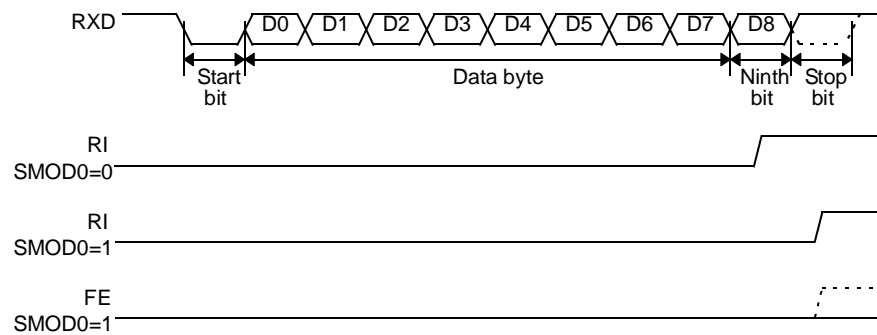 RXD D0 D1 D2 D3 D4 D5 D6 D7 D8
Start bit Data byte Ninth bit Stop bit
RI
SMOD0=0
RI
SMOD0=1
FE
SMOD0=1